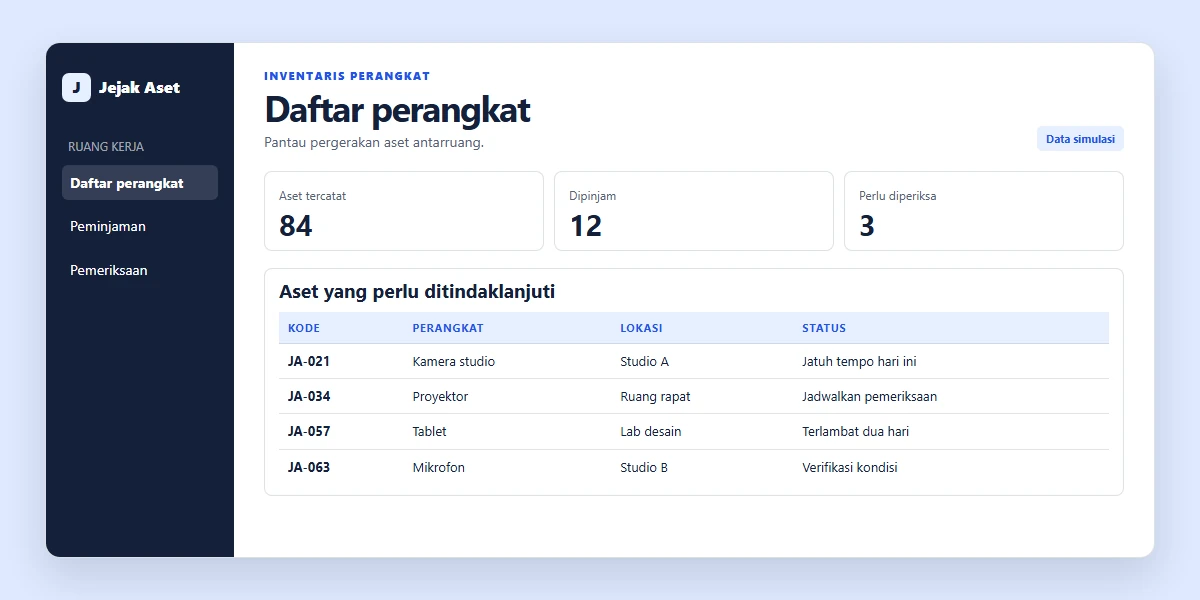 J Jejak Aset
RUANG KERJA
Daftar perangkat
Peminjaman
Pemeriksaan
INVENTARIS PERANGKAT
Daftar perangkat
Pantau pergerakan aset antarruang.
Data simulasi
Aset tercatat
84
Dipinjam
12
Perlu diperiksa
3
Aset yang perlu ditindaklanjuti
KODE PERANGKAT LOKASI STATUS
JA-021 Kamera studio Studio A Jatuh tempo hari ini
JA-034 Proyektor Ruang rapat Jadwalkan pemeriksaan
JA-057 Tablet Lab desain Terlambat dua hari
JA-063 Mikrofon Studio B Verifikasi kondisi